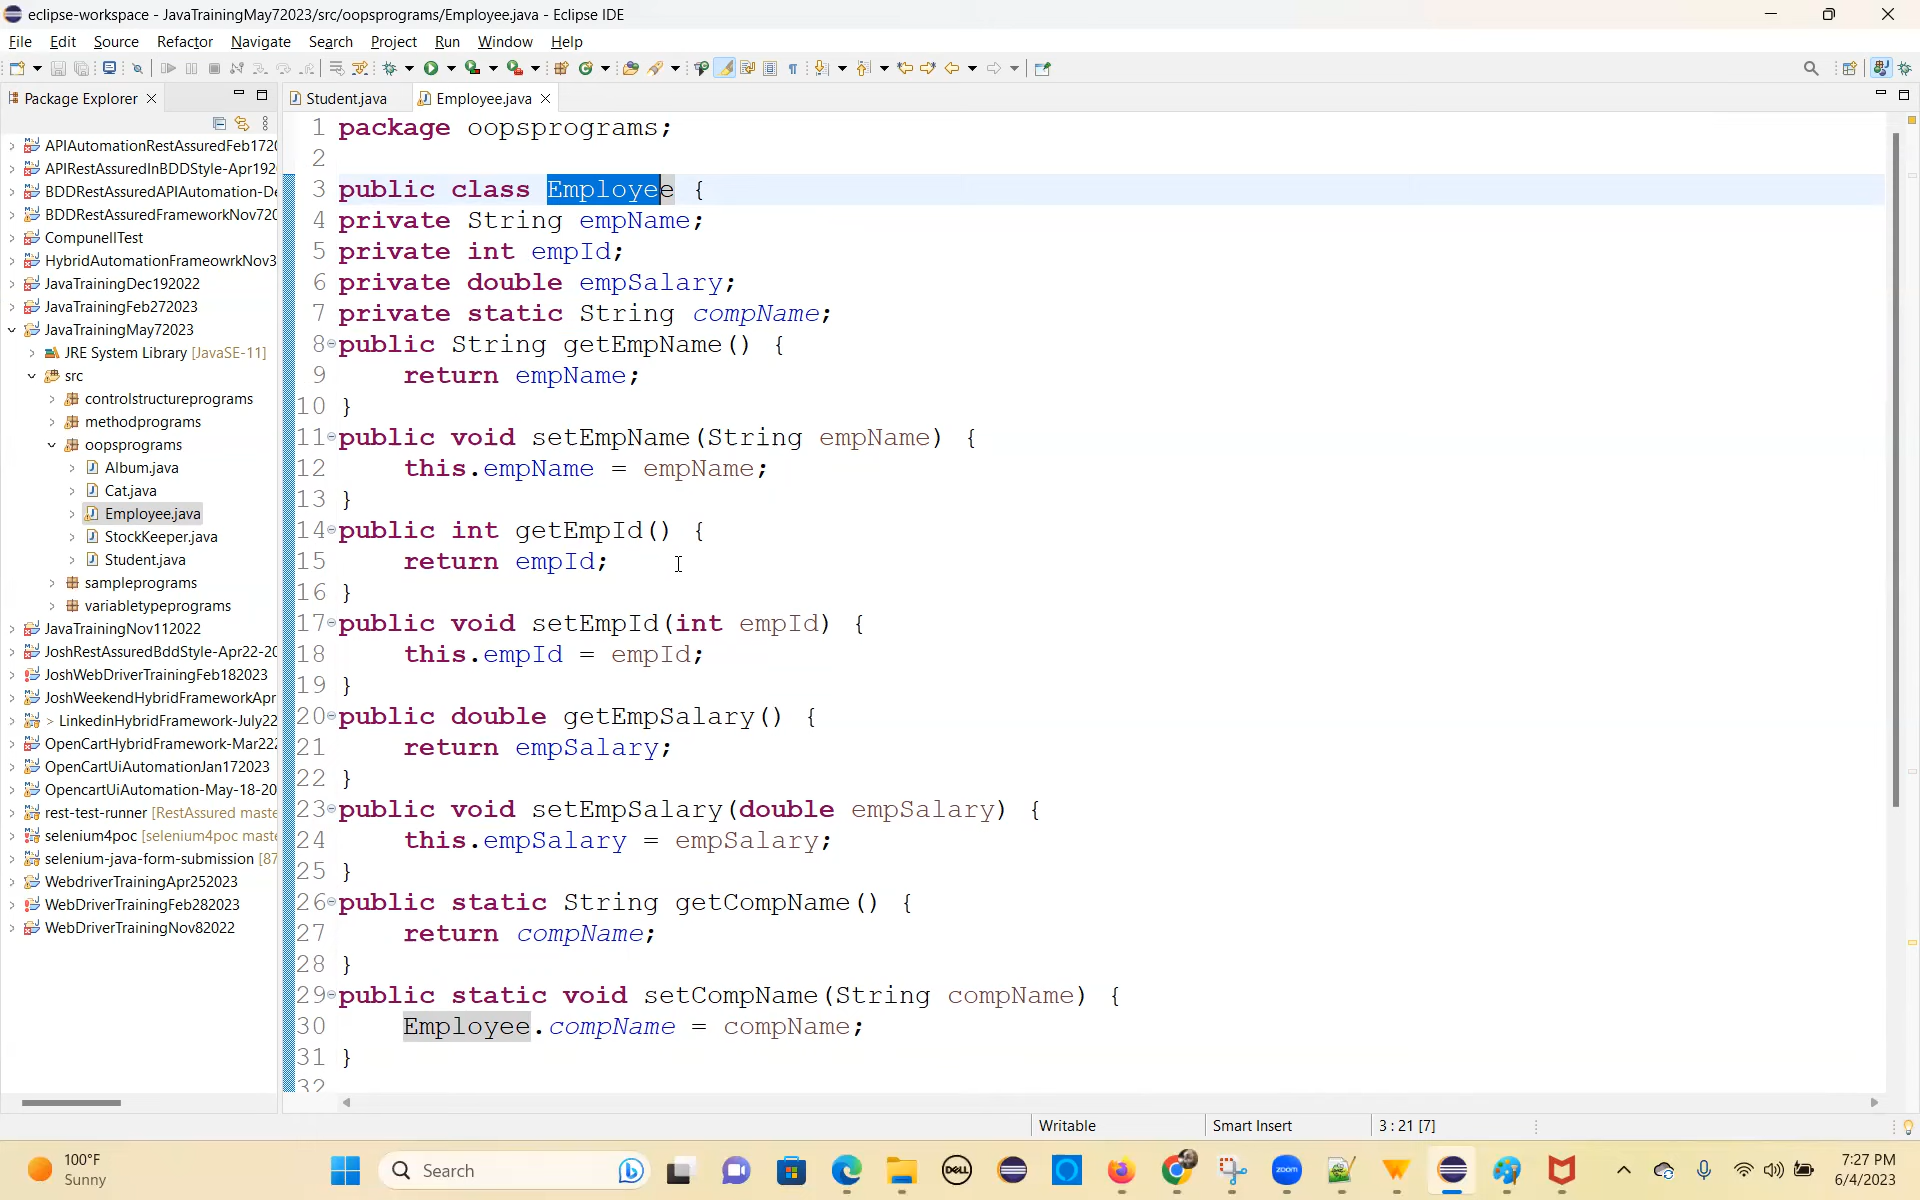 eclipse-workspace - JavaTrainingMay72023/src/oopsprograms/Employee.java - Eclipse IDE
File Edit Source Refactor Navigate Search Project Run Window Help
Package Explorer
Student.java
Employee.java
APIAutomationRestAssuredFeb1720
APIRestAssuredInBDDStyle-Apr192
BDDRestAssuredAPIAutomation-De
BDDRestAssuredFrameworkNov720
CompunellTest
HybridAutomationFrameowrkNov3
JavaTrainingDec192022
JavaTrainingFeb272023
JavaTrainingMay72023
JRE System Library [JavaSE-11]
src
controlstructureprograms
methodprograms
oopsprograms
Album.java
Cat.java
Employee.java
StockKeeper.java
Student.java
sampleprograms
variabletypeprograms
JavaTrainingNov112022
JoshRestAssuredBddStyle-Apr22-20
JoshWebDriverTrainingFeb182023
JoshWeekendHybridFrameworkApr
> LinkedinHybridFramework-July22
OpenCartHybridFramework-Mar222
OpenCartUiAutomationJan172023
OpencartUiAutomation-May-18-20
rest-test-runner [RestAssured maste
selenium4poc [selenium4poc maste
selenium-java-form-submission [87
WebdriverTrainingApr252023
WebDriverTrainingFeb282023
WebDriverTrainingNov82022
1 package oopsprograms;
2
3 public class Employee {
4 private String empName;
5 private int empId;
6 private double empSalary;
7 private static String compName;
8 public String getEmpName() {
9 return empName;
10 }
11 public void setEmpName(String empName) {
12 this.empName = empName;
13 }
14 public int getEmpId() {
15 return empId;
16 }
17 public void setEmpId(int empId) {
18 this.empId = empId;
19 }
20 public double getEmpSalary() {
21 return empSalary;
22 }
23 public void setEmpSalary(double empSalary) {
24 this.empSalary = empSalary;
25 }
26 public static String getCompName() {
27 return compName;
28 }
29 public static void setCompName(String compName) {
30 Employee.compName = compName;
31 }
32
Writable Smart Insert 3 : 21 [7]
100°F
Sunny
Search
DELL
zoom
7:27 PM
6/4/2023